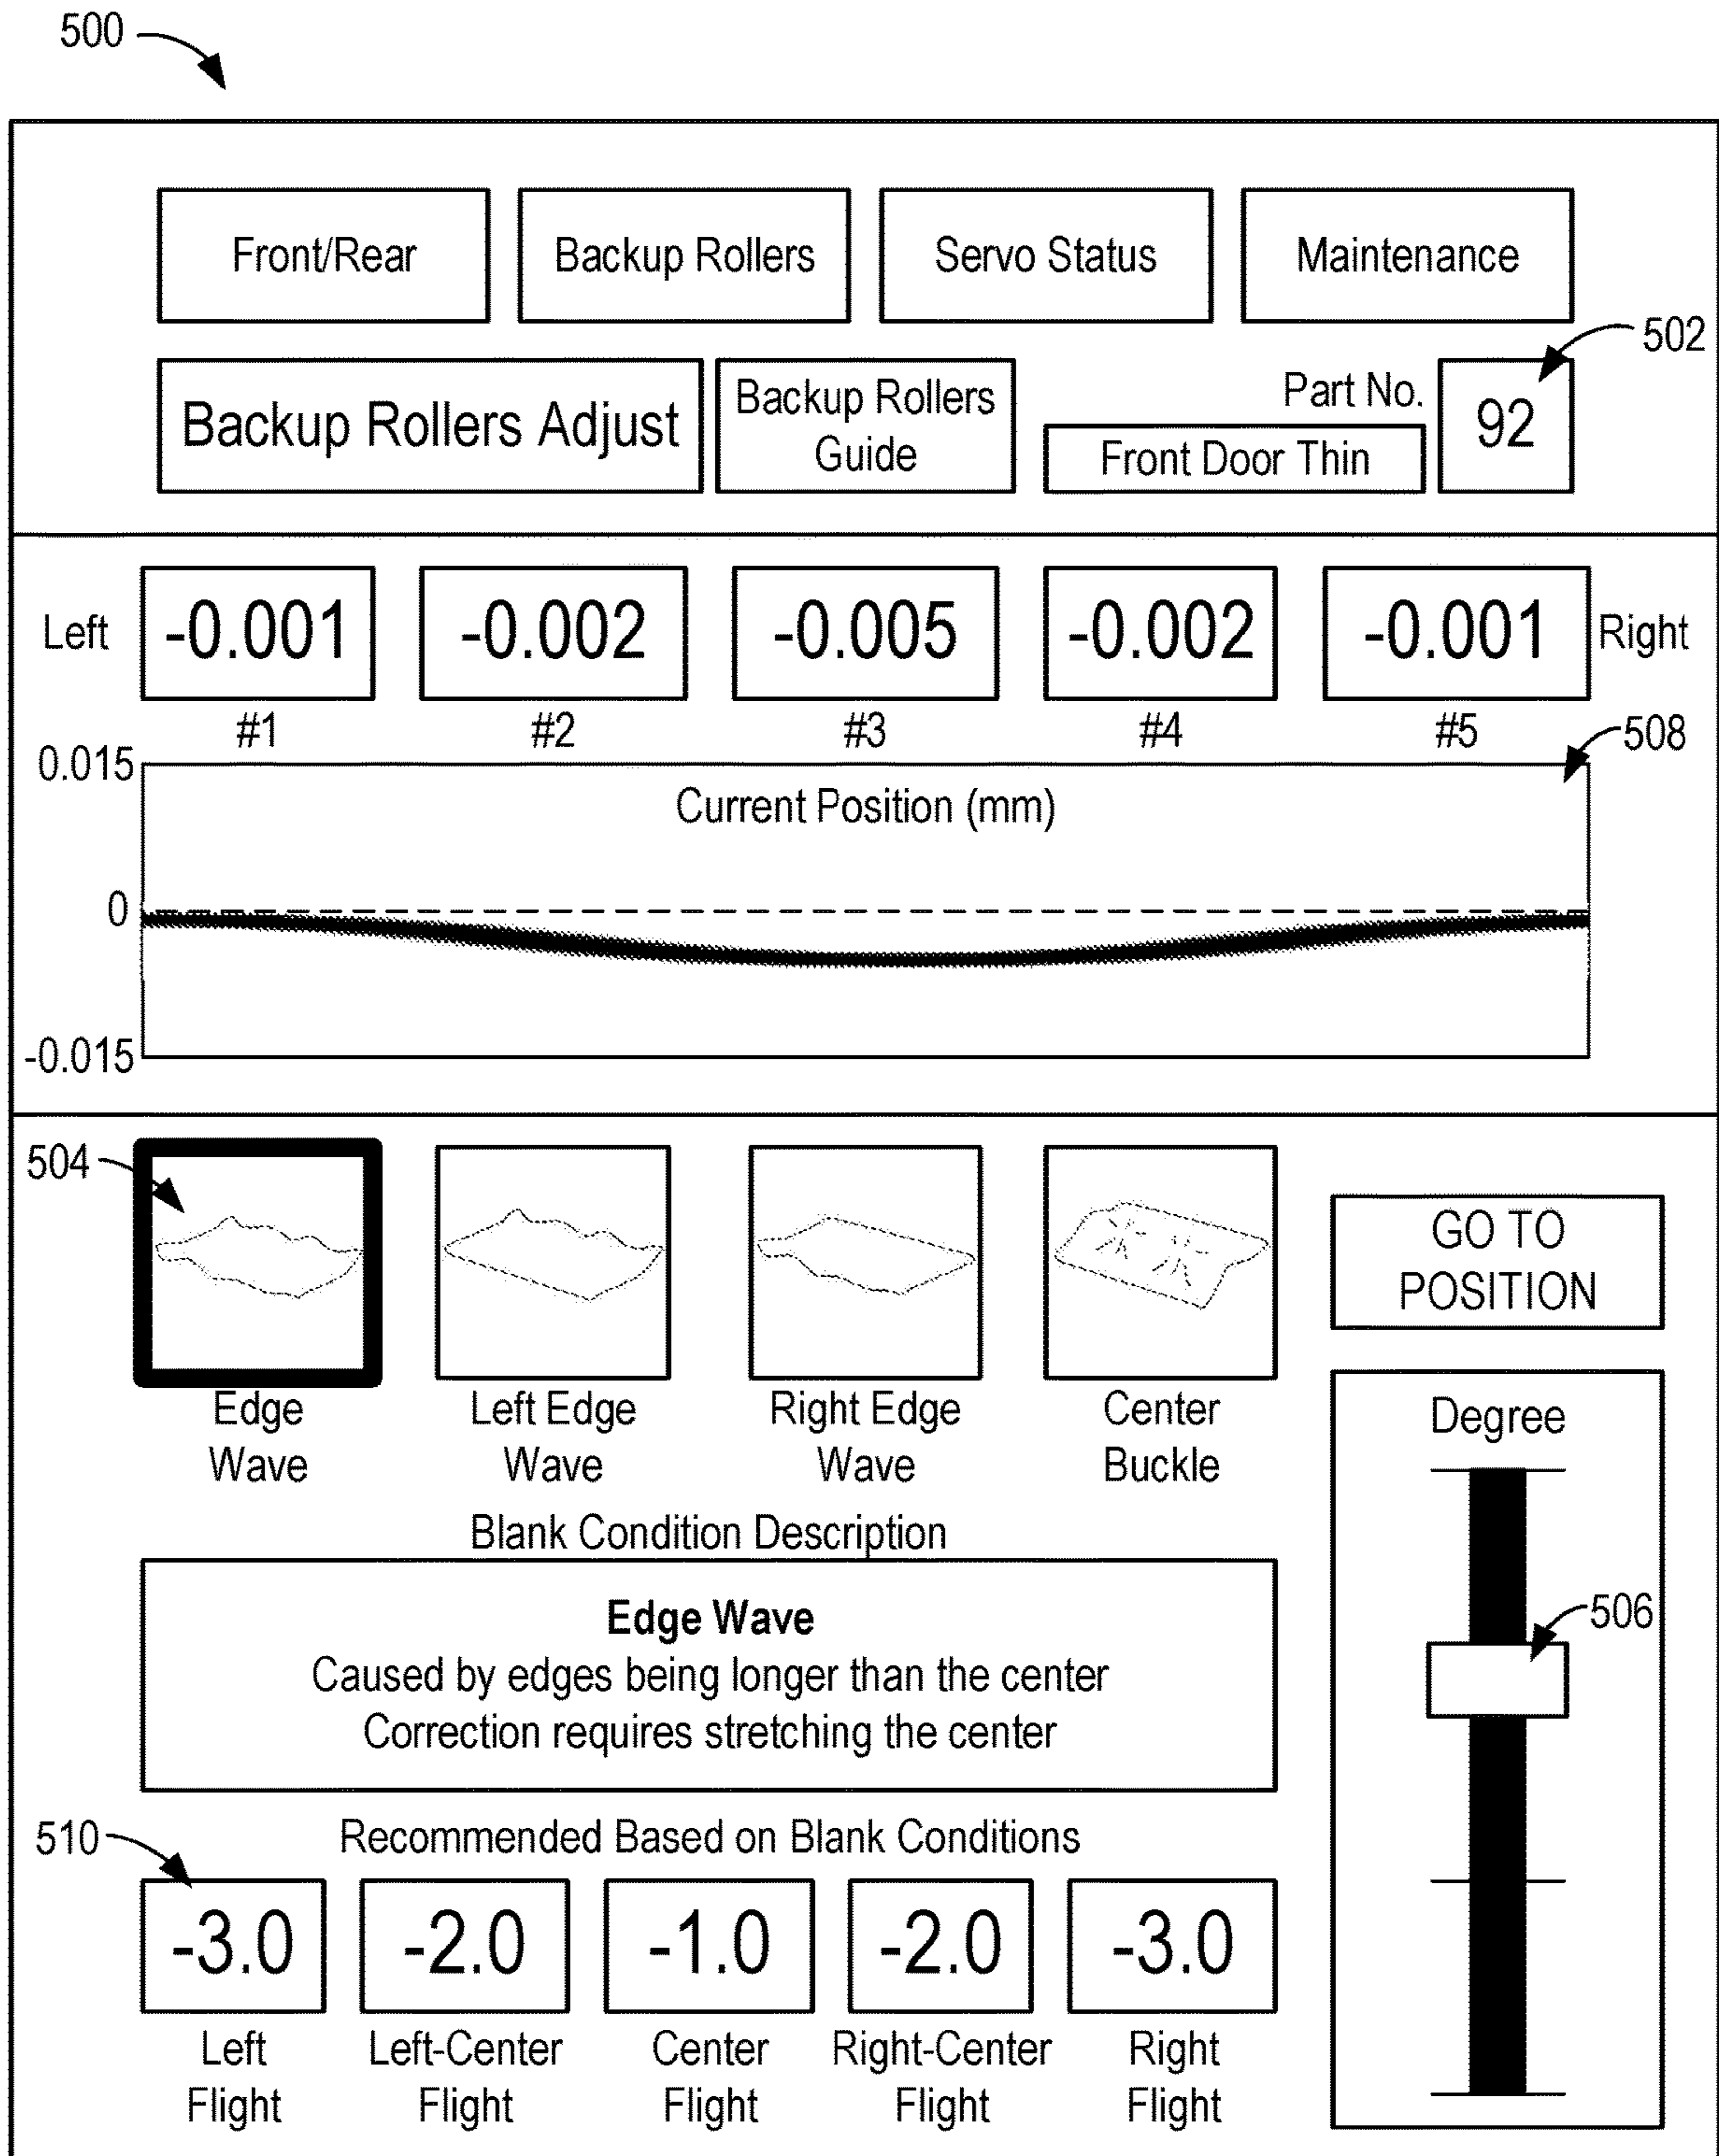 500
Front/Rear
Backup Rollers
Servo Status
Maintenance
502
Backup Rollers Adjust
Backup Rollers
Guide
Part No.
Front Door Thin
92
Left
-0.001
-0.002
-0.005
-0.002
-0.001
Right
#1
#2
#3
#4
#5
508
0.015
Current Position (mm)
0
-0.015
504
Edge
Wave
Left Edge
Wave
Right Edge
Wave
Center
Buckle
GO TO
POSITION
Degree
506
Blank Condition Description
Edge Wave
Caused by edges being longer than the center
Correction requires stretching the center
510
Recommended Based on Blank Conditions
-3.0
-2.0
-1.0
-2.0
-3.0
Left
Flight
Left-Center
Flight
Center
Flight
Right-Center
Flight
Right
Flight